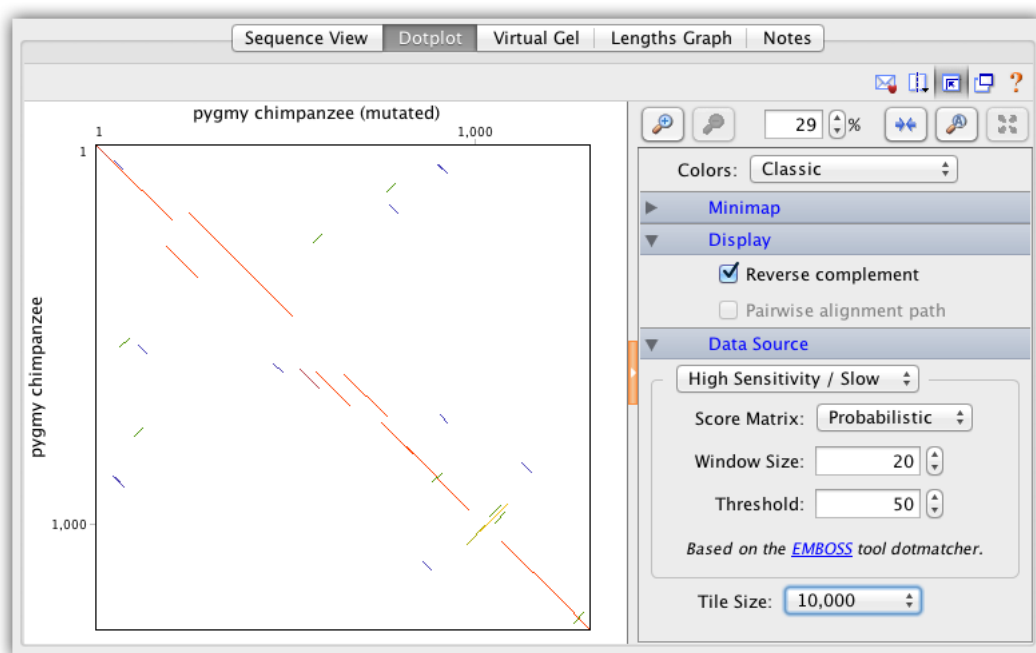 Sequence View Dotplot Virtual Gel Lengths Graph Notes
?
pygmy chimpanzee (mutated)
1 1,000
1
pygmy chimpanzee
1,000
29 %
Colors: Classic
Minimap
Display
Reverse complement
Pairwise alignment path
Data Source
High Sensitivity / Slow
Score Matrix: Probabilistic
Window Size: 20
Threshold: 50
Based on the EMBOSS tool dotmatcher.
Tile Size: 10,000